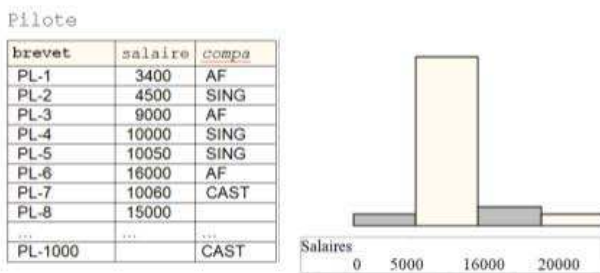 Pilote
brevet salaire compa
PL-1 3400 AF
PL-2 4500 SING
PL-3 9000 AF
PL-4 10000 SING
PL-5 10050 SING
PL-6 16000 AF
PL-7 10060 CAST
PL-8 15000
... ... ...
PL-1000 CAST
Salaires
0 5000 16000 20000